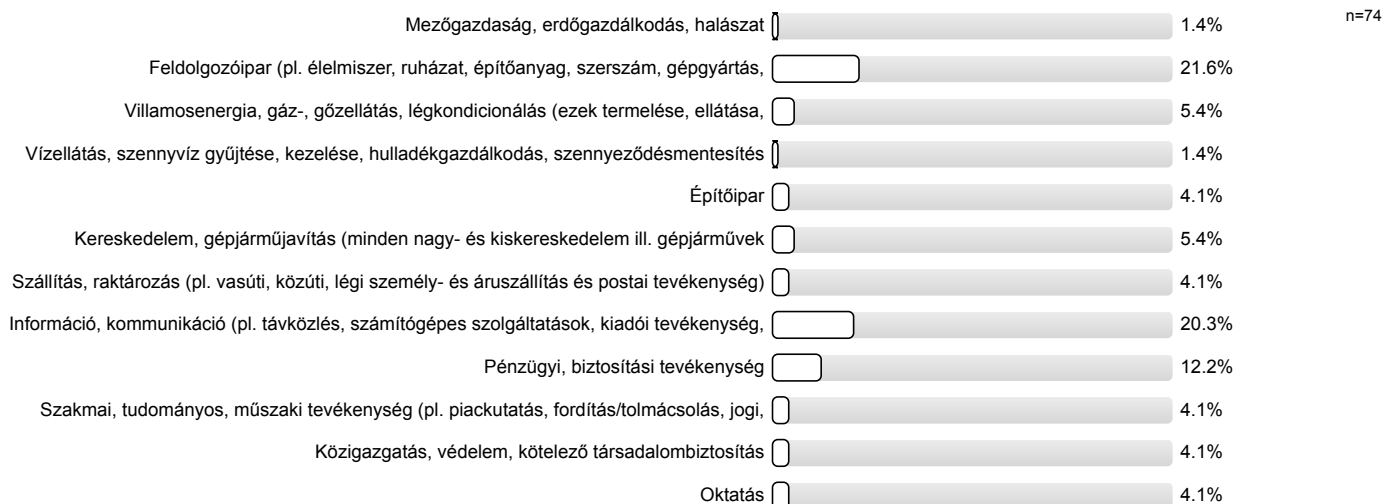 Mezőgazdaság, erdőgazdálkodás, halászat 1.4% n=74
Feldolgozóipar (pl. élelmiszer, ruházat, építőanyag, szerszám, gépgyártás, 21.6%
Villamosenergia, gáz-, gőzellátás, légkondicionálás (ezek termelése, ellátása, 5.4%
Vízellátás, szennyvíz gyűjtése, kezelése, hulladékgazdálkodás, szennyeződésmentesítés 1.4%
Építőipar 4.1%
Kereskedelem, gépjárműjavítás (minden nagy- és kiskereskedelem ill. gépjárművek 5.4%
Szállítás, raktározás (pl. vasúti, közúti, légi személy- és áruszállítás és postai tevékenység) 4.1%
Információ, kommunikáció (pl. távközlés, számítógépes szolgáltatások, kiadói tevékenység, 20.3%
Pénzügyi, biztosítási tevékenység 12.2%
Szakmai, tudományos, műszaki tevékenység (pl. piackutatás, fordítás/tolmácsolás, jogi, 4.1%
Közigazgatás, védelem, kötelező társadalombiztosítás 4.1%
Oktatás 4.1%